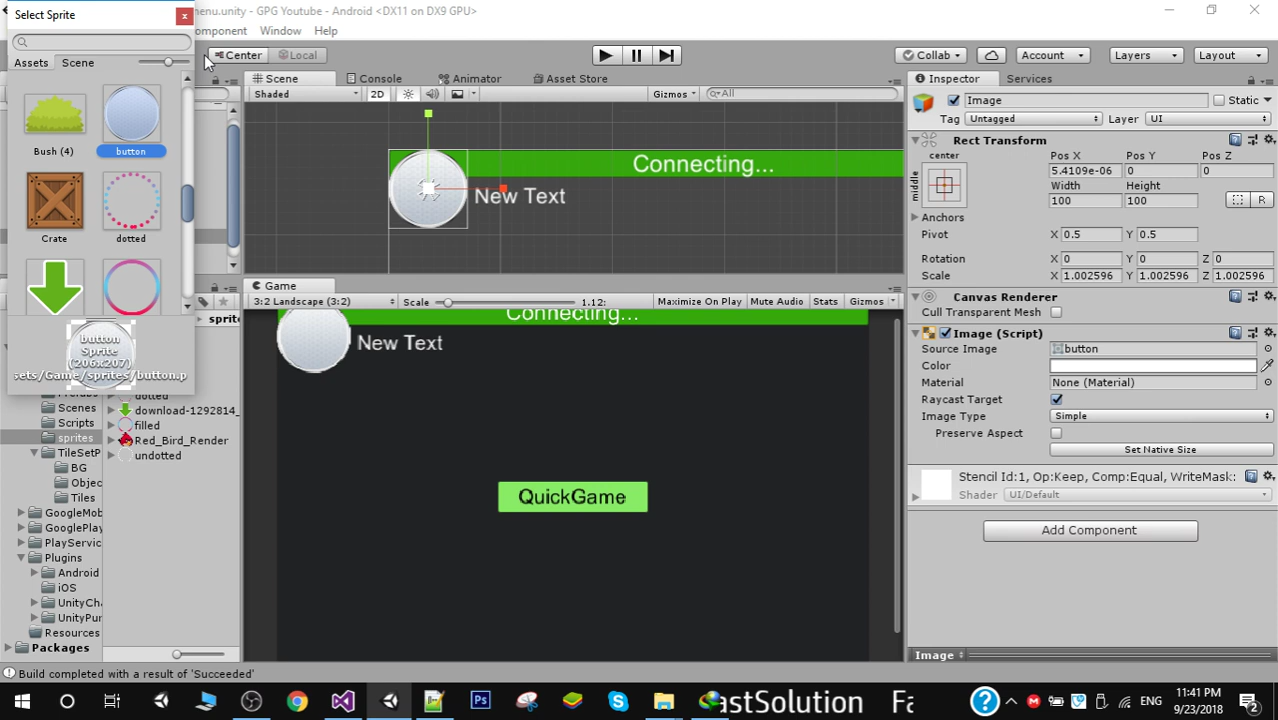 Select Sprite
x
Assets
Scene
Bush (4)
button
Crate
dotted
button
Sprite
(206x207)
sets/Game/sprites/button.p
nenu.unity - GPG Youtube - Android <DX11 on DX9 GPU>
omponent
Window
Help
Center
Local
Collab
Account
Layers
Layout
Scene
Console
Animator
Asset Store
Shaded
2D
Gizmos
All
Connecting...
New Text
Game
3:2 Landscape (3:2)
Scale
1.12:
Maximize On Play
Mute Audio
Stats
Gizmos
Connecting...
New Text
QuickGame
sprite
Scenes
Scripts
sprites
TileSetP
BG
Objec
Tiles
GoogleMob
GooglePlay
PlayServic
Plugins
Android
iOS
UnityCha
UnityPur
Resources
Packages
dotted
download-1292814_
filled
Red_Bird_Render
undotted
Inspector
Services
Image
Static
Tag
Untagged
Layer
UI
Rect Transform
center
middle
Pos X
Pos Y
Pos Z
5.4109e-06
0
0
Width
Height
100
100
R
Anchors
Pivot
X
0.5
Y
0.5
Rotation
X
0
Y
0
Z
0
Scale
X
1.002596
Y
1.002596
Z
1.002596
Canvas Renderer
Cull Transparent Mesh
Image (Script)
Source Image
button
Color
Material
None (Material)
Raycast Target
Image Type
Simple
Preserve Aspect
Set Native Size
Stencil Id:1, Op:Keep, Comp:Equal, WriteMask::
Shader
UI/Default
Add Component
Image
Build completed with a result of 'Succeeded'
Ps
astSolution
Fa
ENG
11:41 PM
9/23/2018
2